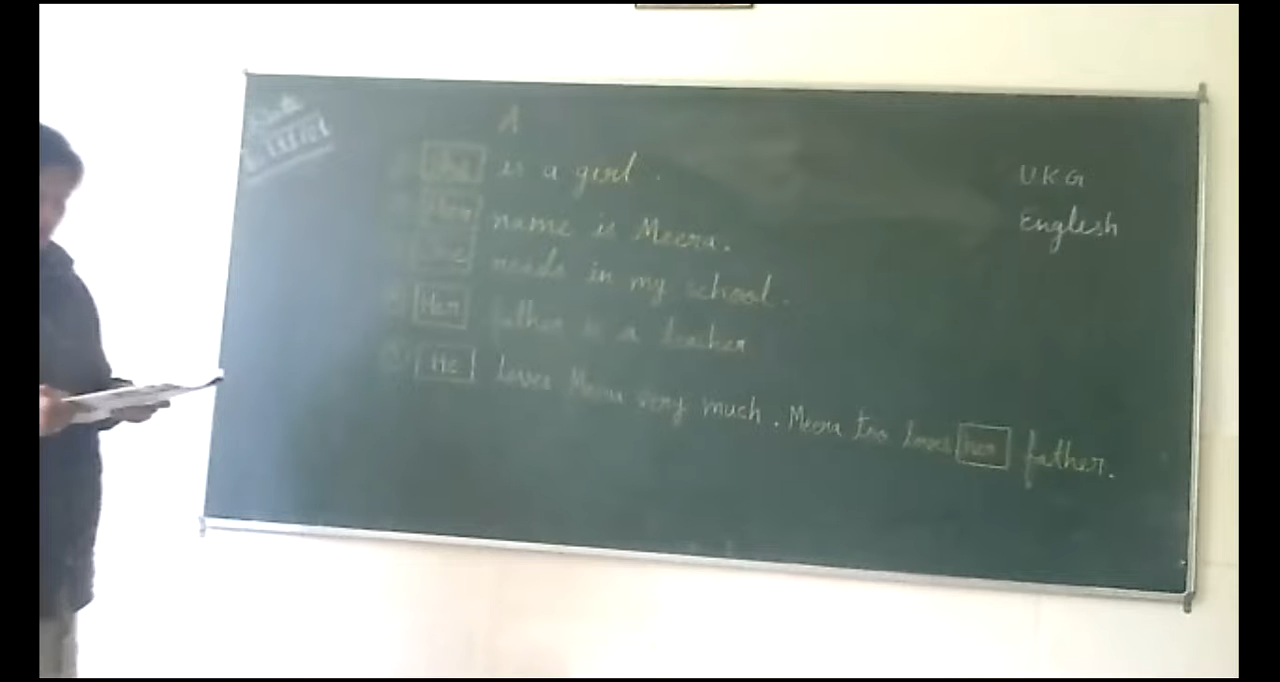 A
She is a girl.
Her name is Meera.
She reads in my school.
Her father is a teacher
He loves Meera very much. Meera too loves her father.
UKG
English